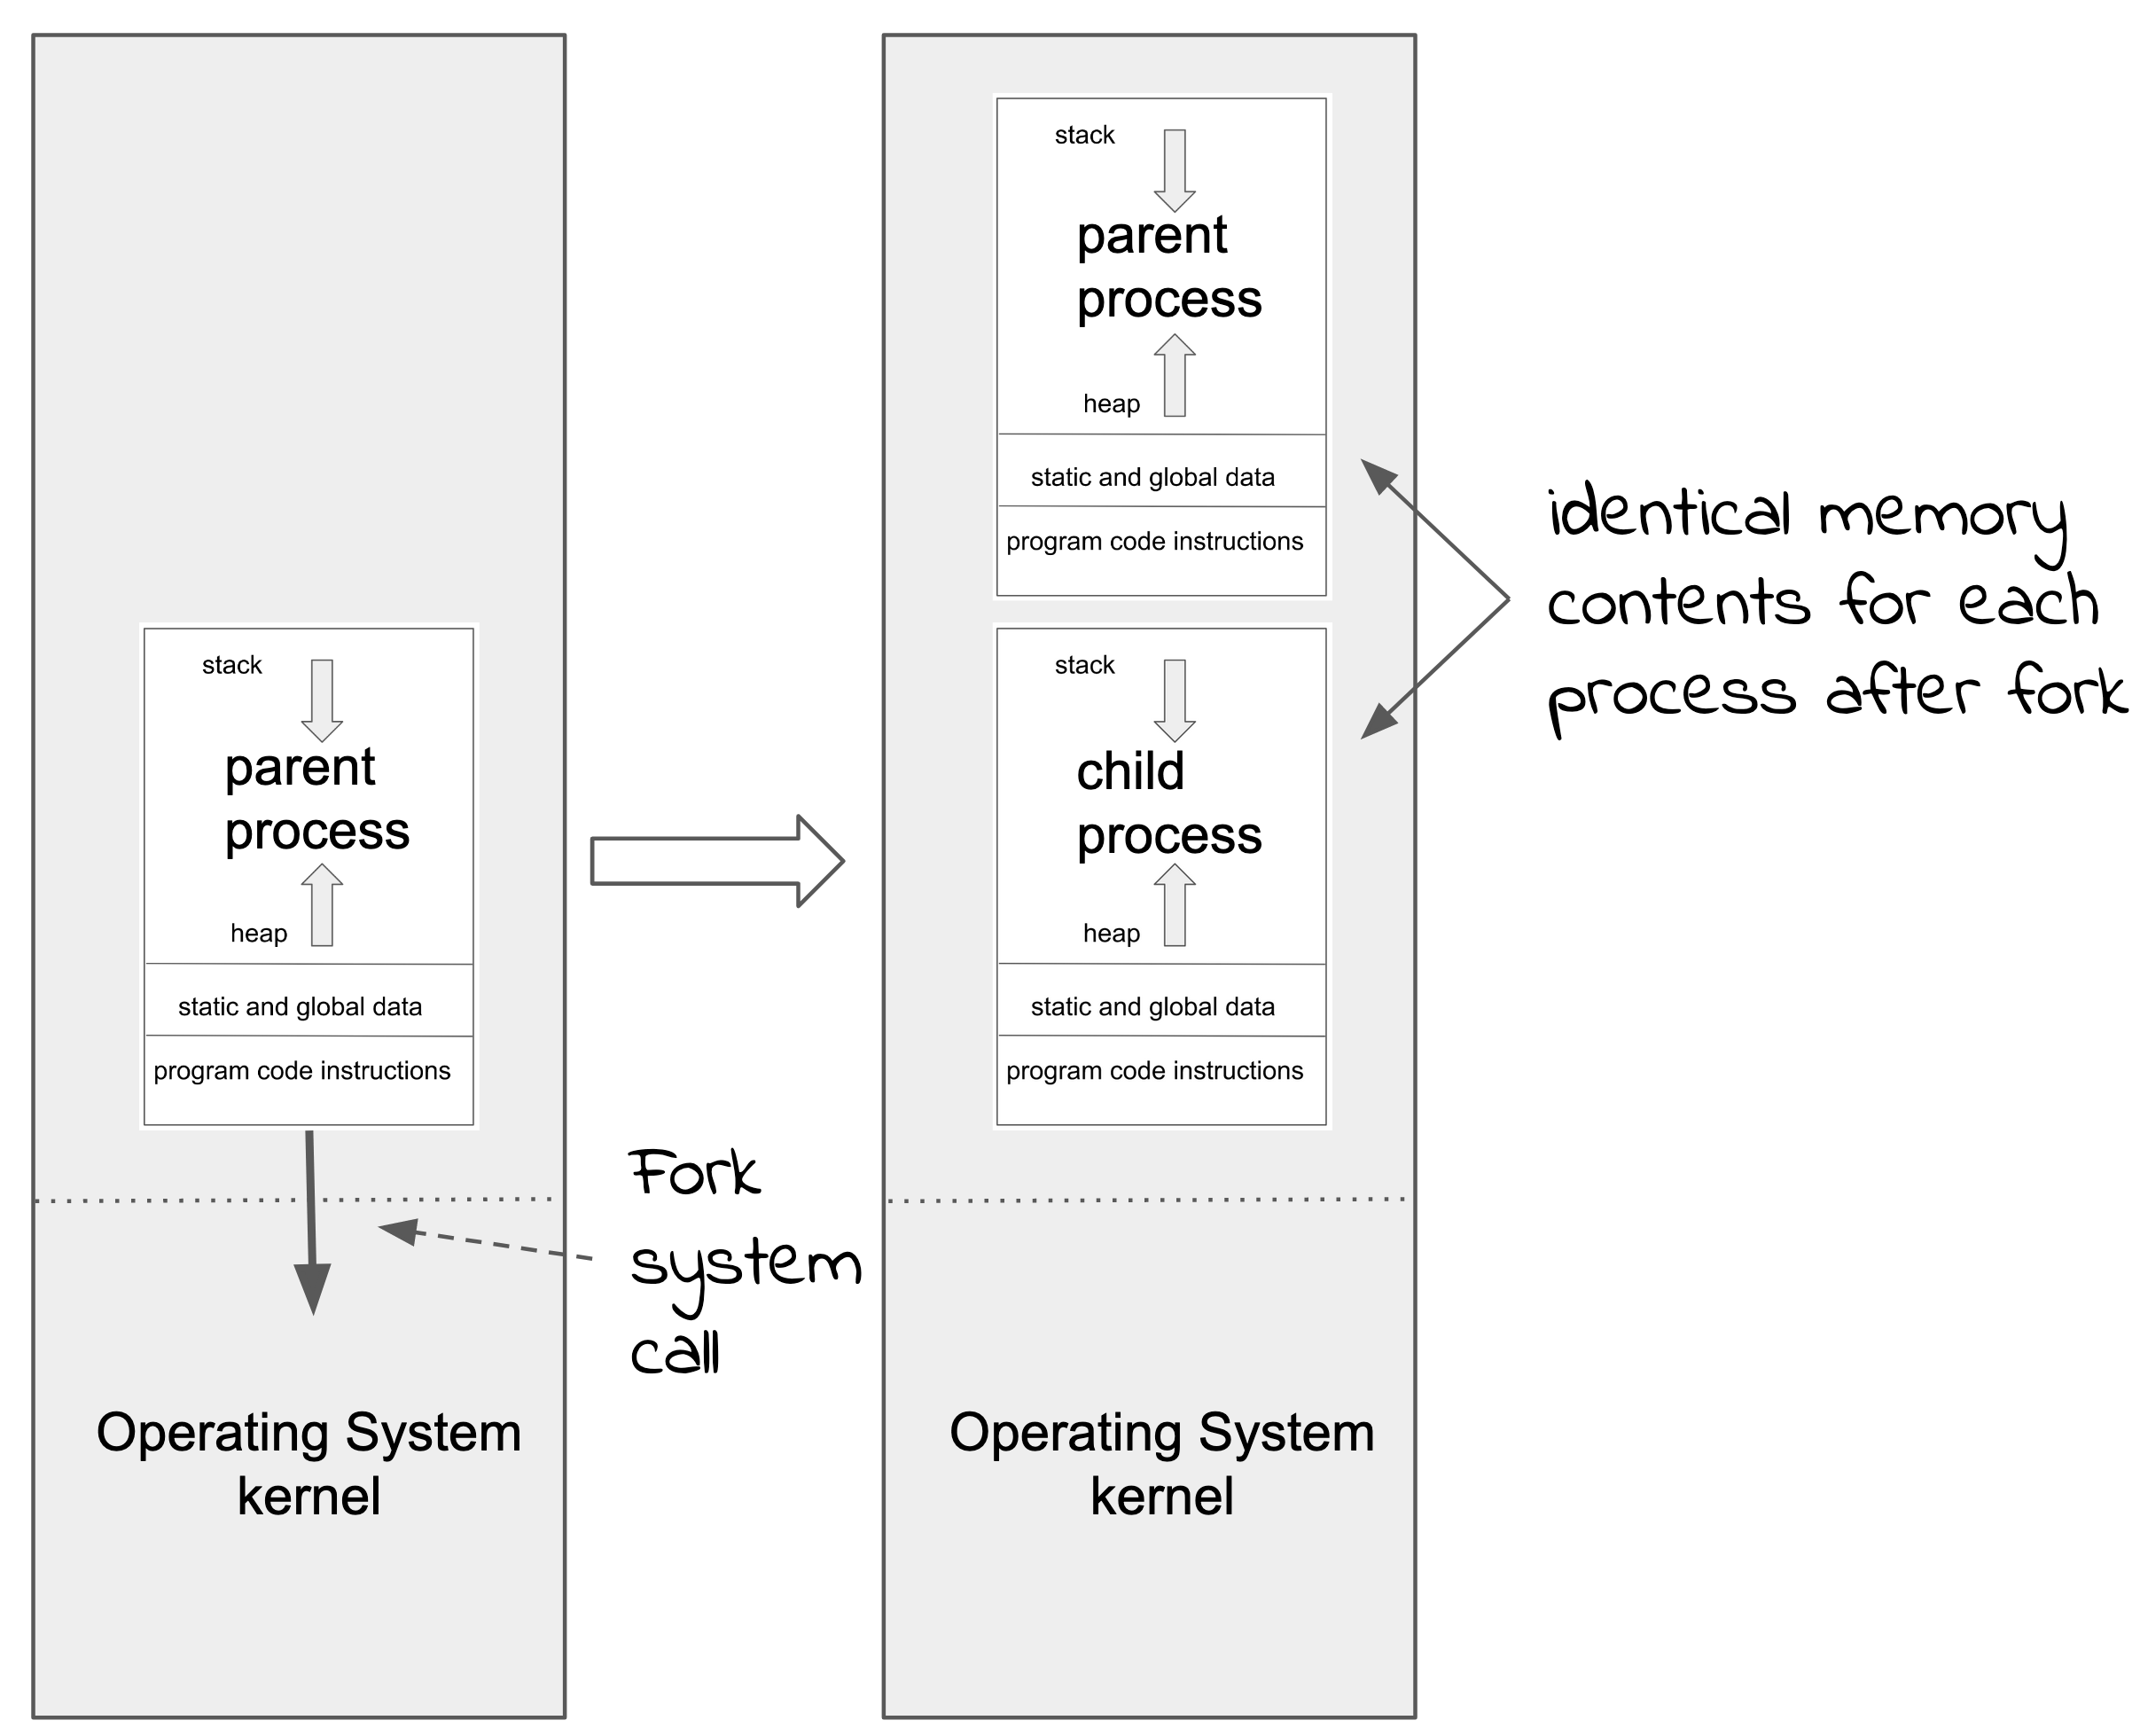 stack
parent
process
heap
static and global data
program code instructions
Operating System
kernel
Fork
system
call
stack
parent
process
heap
static and global data
program code instructions
stack
child
process
heap
static and global data
program code instructions
Operating System
kernel
identical memory
contents for each
process after fork